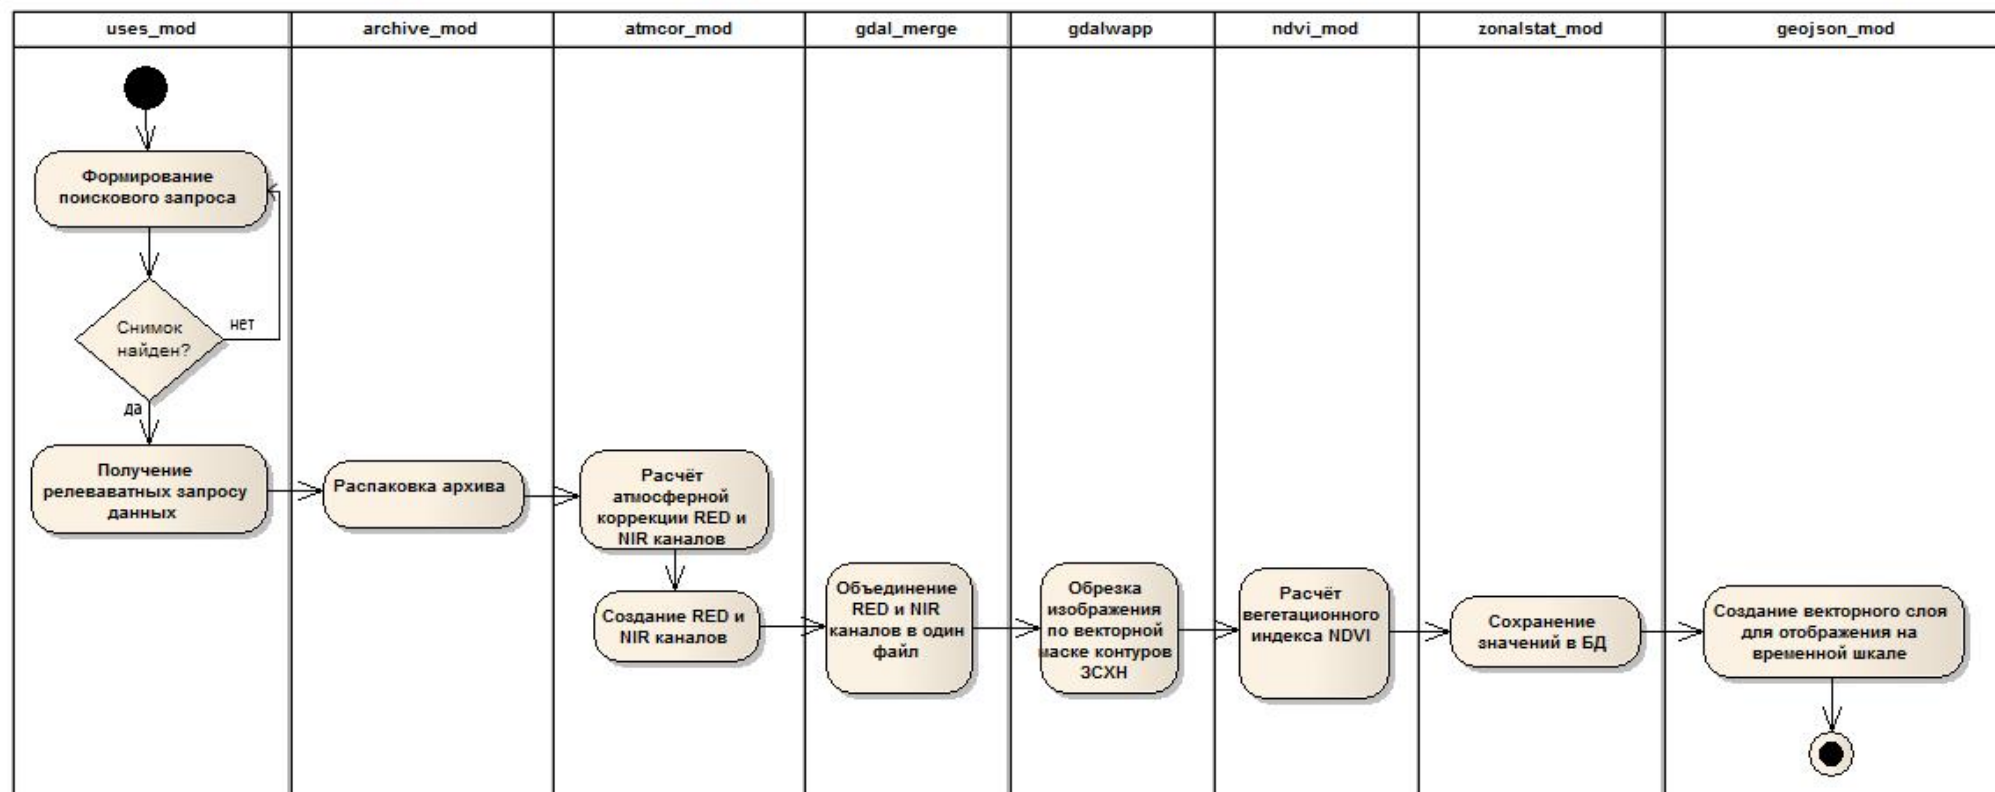 uses_mod
archive_mod
atmcor_mod
gdal_merge
gdalwapp
ndvi_mod
zonalstat_mod
geojson_mod
Формирование
поискового запроса
Снимок
найден?
нет
да
Получение
релеваватных запросу
данных
Распаковка архива
Расчёт
атмосферной
коррекции RED и
NIR каналов
Создание RED и
NIR каналов
Объединение
RED и NIR
каналов в один
файл
Обрезка
изображения
по векторной
маске контуров
ЗСХН
Расчёт
вегетационного
индекса NDVI
Сохранение
значений в БД
Создание векторного слоя
для отображения на
временной шкале